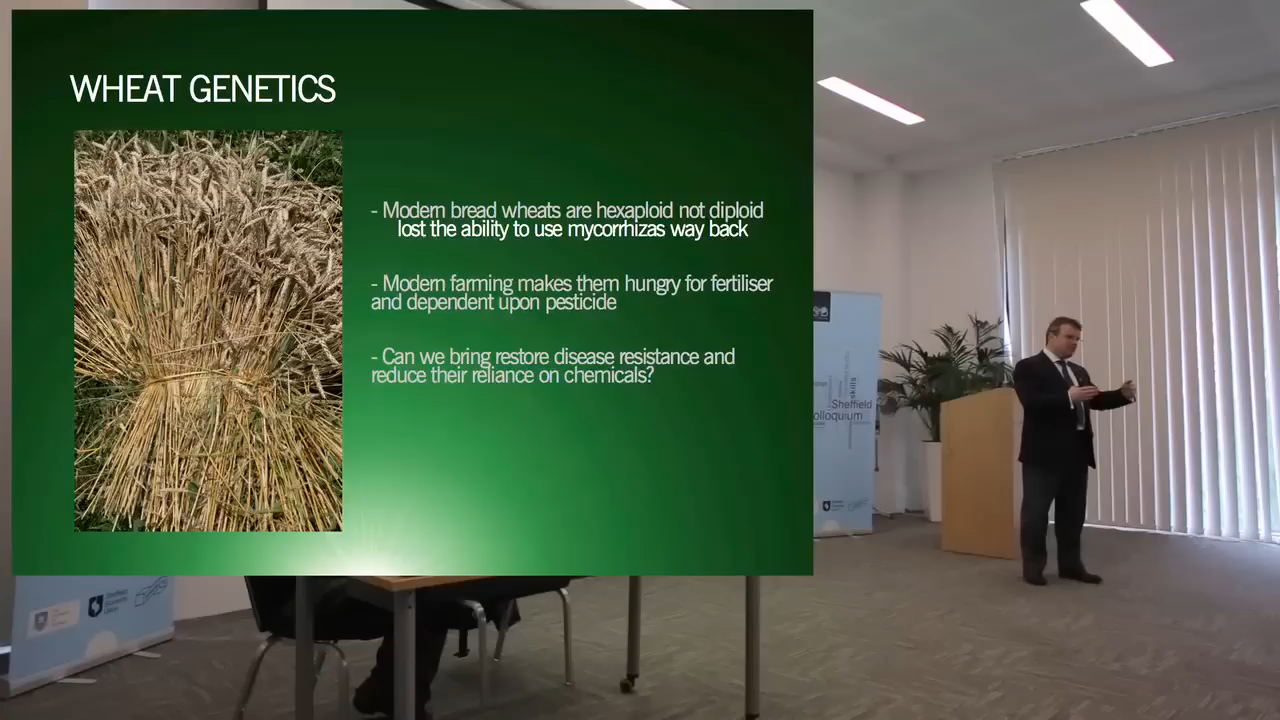 WHEAT GENETICS
- Modern bread wheats are hexaploid not diploid
lost the ability to use mycorrhizas way back
- Modern farming makes them hungry for fertiliser
and dependent upon pesticide
- Can we bring restore disease resistance and
reduce their reliance on chemicals?
skills
Sheffield
olloquium